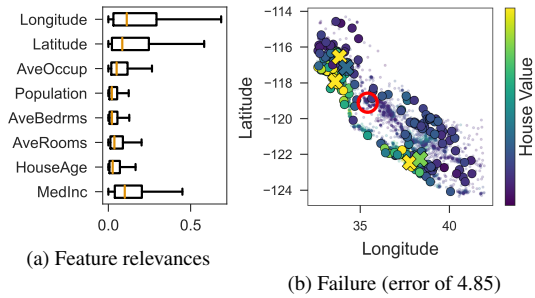 Longitude
Latitude
AveOccup
Population
AveBedrms
AveRooms
HouseAge
MedInc
0.0
0.5
(a) Feature relevances
−114
−116
−118
−120
−122
−124
Latitude
35
40
Longitude
House Value
(b) Failure (error of 4.85)